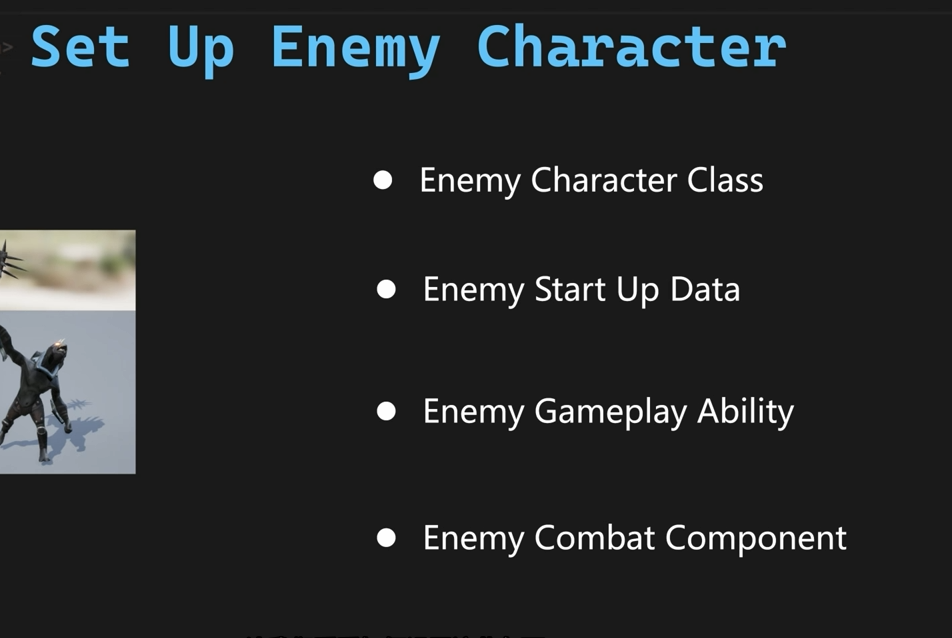 Set Up Enemy Character
Enemy Character Class
Enemy Start Up Data
Enemy Gameplay Ability
Enemy Combat Component